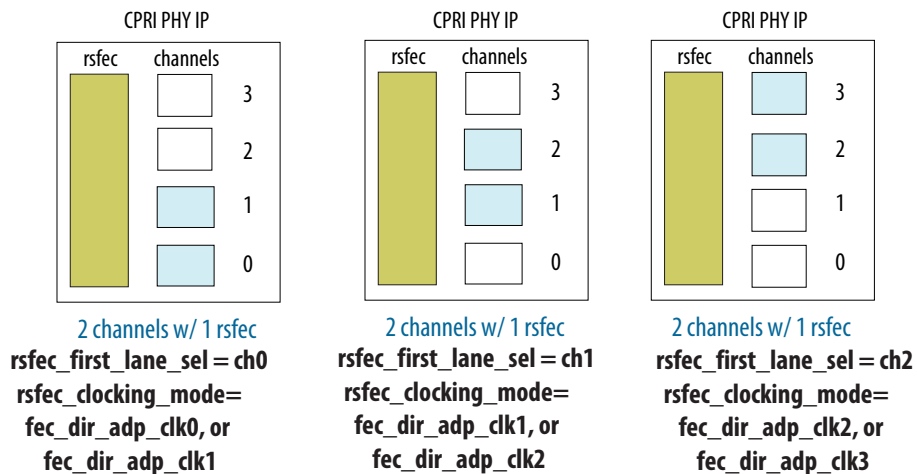 CPRI PHY IP
rsfec channels
3
2
1
0
2 channels w/ 1 rsfec
rsfec_first_lane_sel = ch0
rsfec_clocking_mode=
fec_dir_adp_clk0, or
fec_dir_adp_clk1
CPRI PHY IP
rsfec channels
3
2
1
0
2 channels w/ 1 rsfec
rsfec_first_lane_sel = ch1
rsfec_clocking_mode=
fec_dir_adp_clk1, or
fec_dir_adp_clk2
CPRI PHY IP
rsfec channels
3
2
1
0
2 channels w/ 1 rsfec
rsfec_first_lane_sel = ch2
rsfec_clocking_mode=
fec_dir_adp_clk2, or
fec_dir_adp_clk3